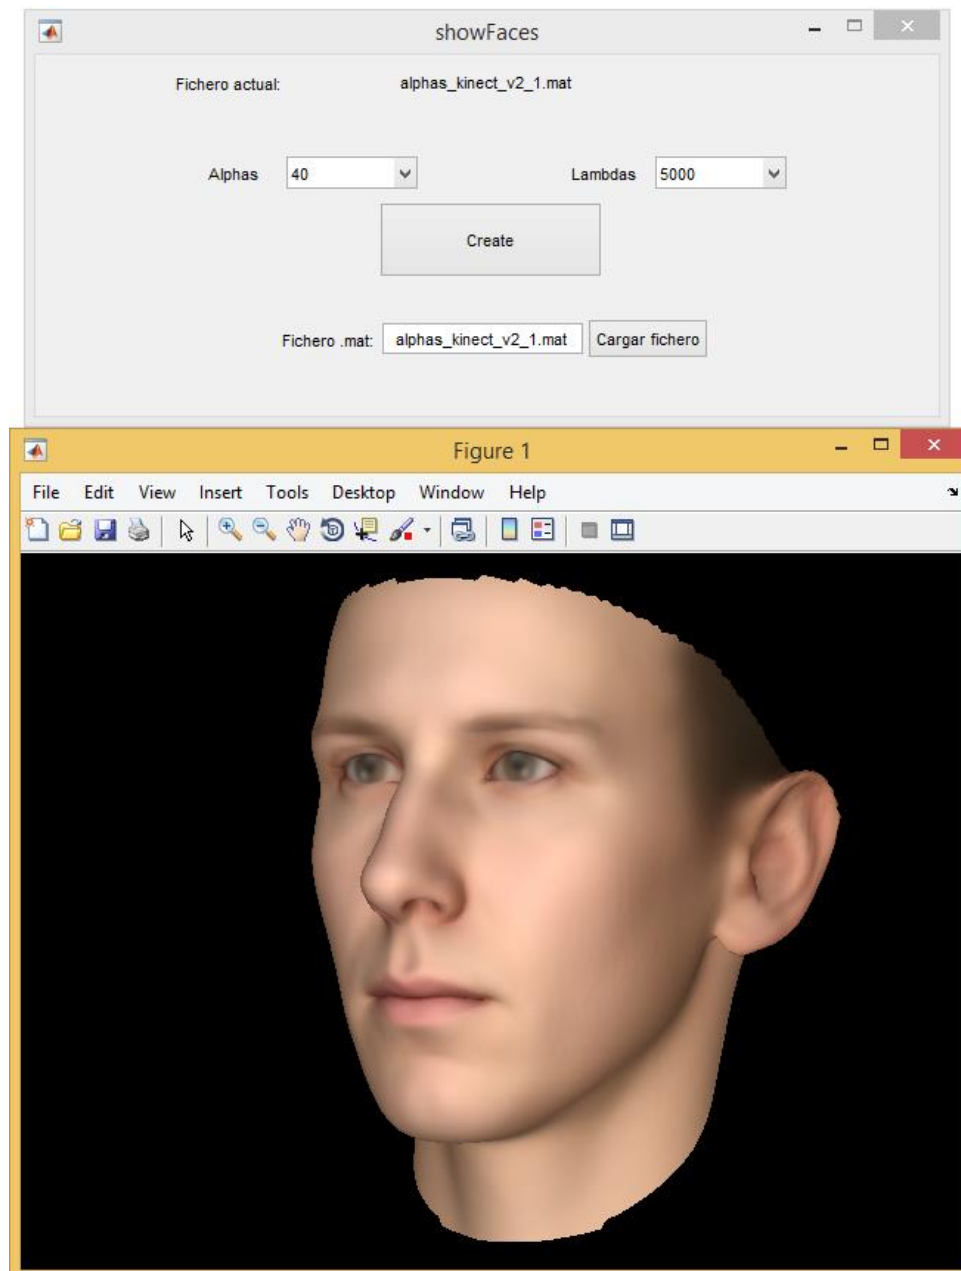 showFaces
Fichero actual: alphas_kinect_v2_1.mat
Alphas 40 Lambdas 5000
Create
Fichero .mat: alphas_kinect_v2_1.mat Cargar fichero
Figure 1
File Edit View Insert Tools Desktop Window Help